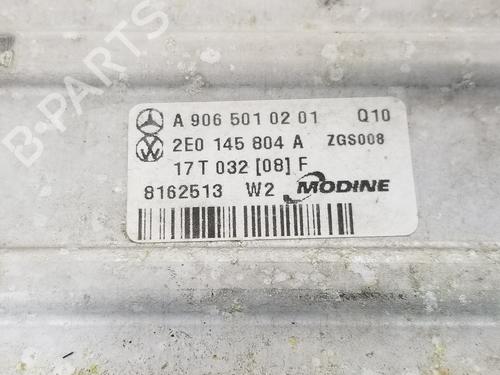 A 906 501 02 01 Q10
2E0 145 804 A ZGS008
17 T 032 [08] F
8162513 W2 MODINE
B-PARTS